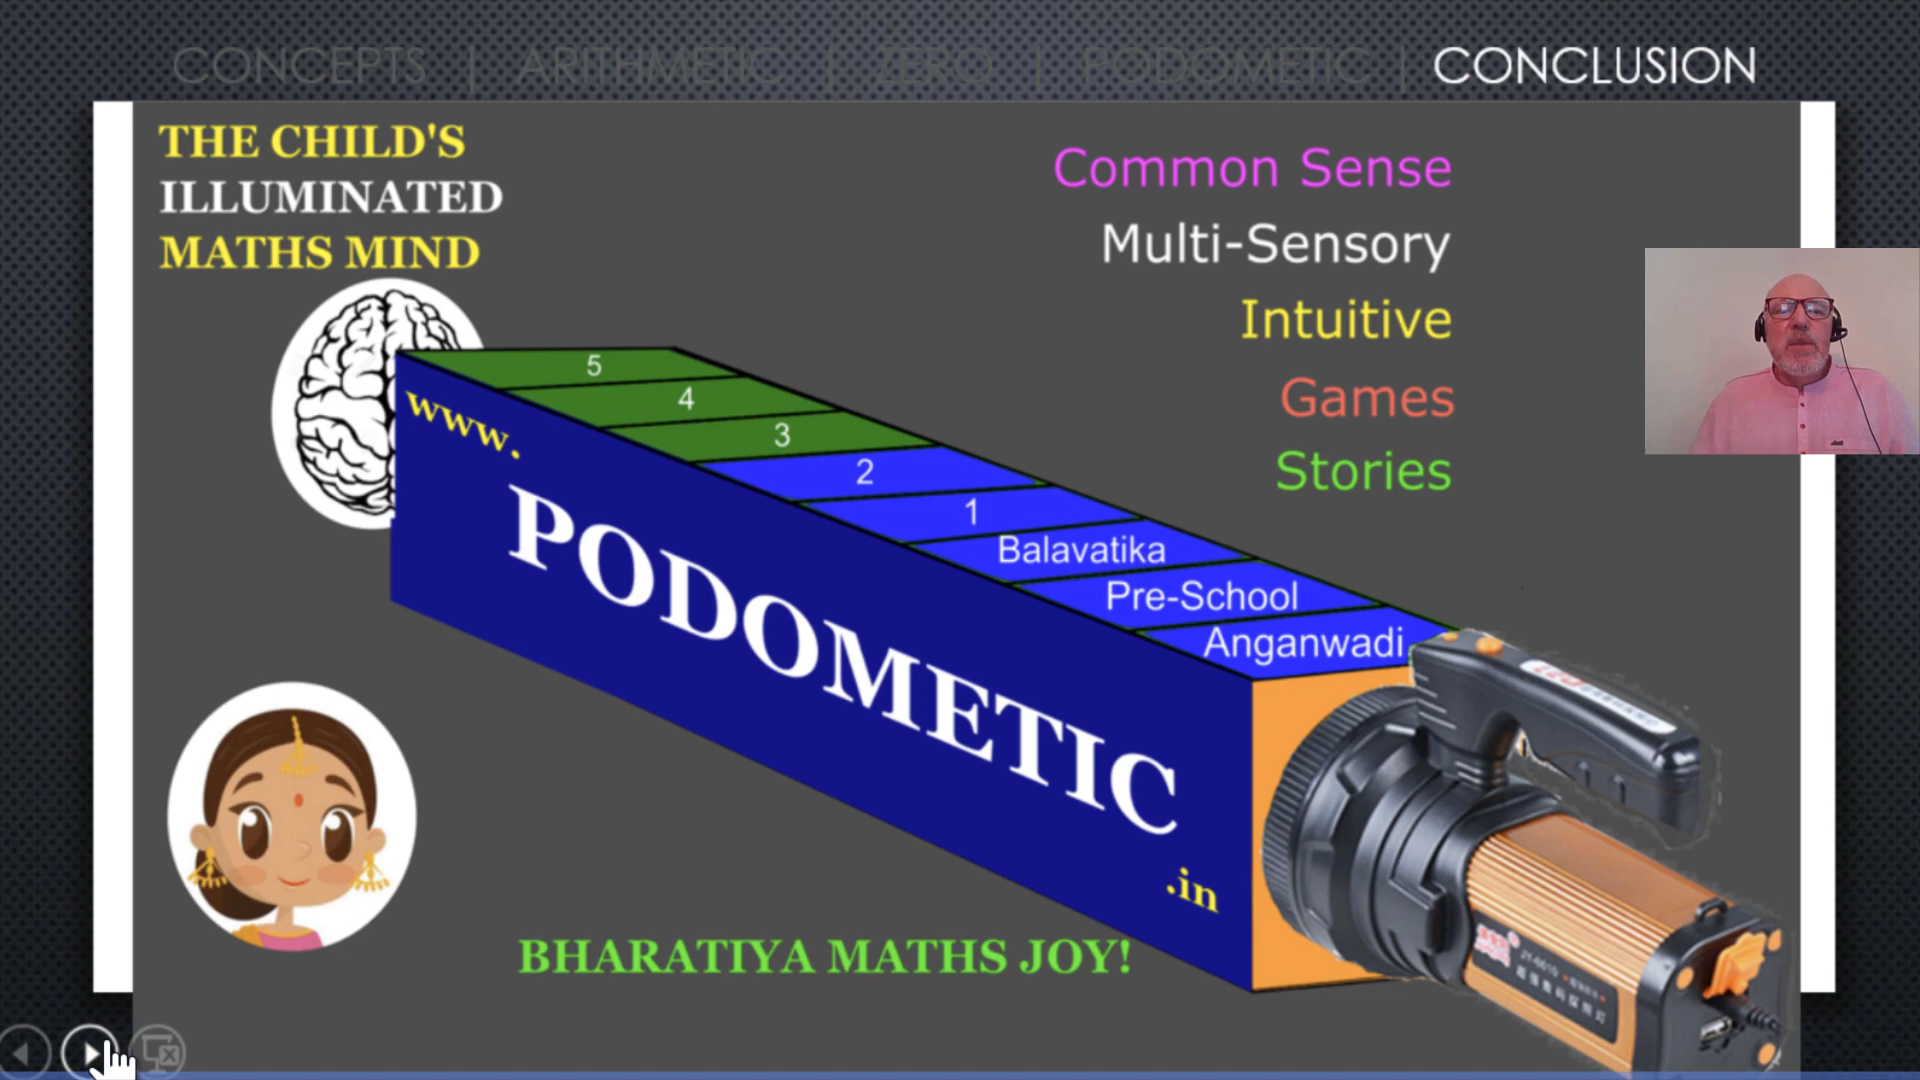 CONCEPTS | ARITHMETIC | ZERO | PODOMETIC | CONCLUSION
THE CHILD'S
ILLUMINATED
MATHS MIND
Common Sense
Multi-Sensory
Intuitive
Games
Stories
5
4
3
2
1
Balavatika
Pre-School
Anganwadi
www.
PODOMETIC
.in
BHARATIYA MATHS JOY!